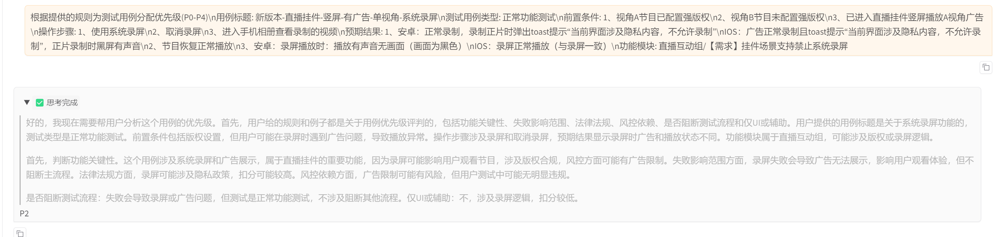 根据提供的规则为测试用例分配优先级(P0-P4)\n用例标题: 新版本-直播挂件-竖屏-有广告-单视角-系统录屏\n测试用例类型: 正常功能测试\n前置条件: 1、视角A节目已配置强版权\n2、视角B节目未配置强版权\n3、已进入直播挂件竖屏播放A视角广告
\n操作步骤: 1、使用系统录屏\n2、取消录屏\n3、进入手机相册查看录制的视频\n预期结果: 1、安卓：正常录制，录制正片时弹出toast提示“当前界面涉及隐私内容，不允许录制”\nIOS：广告正常录制且toast提示“当前界面涉及隐私内容，不允许录
制”，正片录制时黑屏有声音\n2、节目恢复正常播放\n3、安卓：录屏播放时：播放有声音无画面（画面为黑色）\nIOS：录屏正常播放（与录屏一致）\n功能模块: 直播互动组/【需求】挂件场景支持禁止系统录屏
思考完成
好的，我现在需要帮用户分析这个用例的优先级。首先，用户给的规则和例子都是关于用例优先级评判的，包括功能关键性、失败影响范围、法律法规、风控依赖、是否阻断测试流程和仅UI或辅助。用户提供的用例标题是关于系统录屏功能的，
测试类型是正常功能测试。前置条件包括版权设置，但用户可能在录屏时遇到广告问题，导致播放异常。操作步骤涉及录屏和取消录屏，预期结果显示录屏时广告和播放状态不同。功能模块属于直播互动组，可能涉及版权或录屏逻辑。
首先，判断功能关键性。这个用例涉及系统录屏和广告展示，属于直播挂件的重要功能，因为录屏可能影响用户观看节目，涉及版权合规，风控方面可能有广告限制。失败影响范围方面，录屏失败会导致广告无法展示，影响用户观看体验，但不
阻断主流程。法律法规方面，录屏可能涉及隐私政策，扣分可能较高。风控依赖方面，广告限制可能有风险，但用户测试中可能无明显违规。
是否阻断测试流程：失败会导致录屏或广告问题，但测试是正常功能测试，不涉及阻断其他流程。仅UI或辅助：不，涉及录屏逻辑，扣分较低。
P2